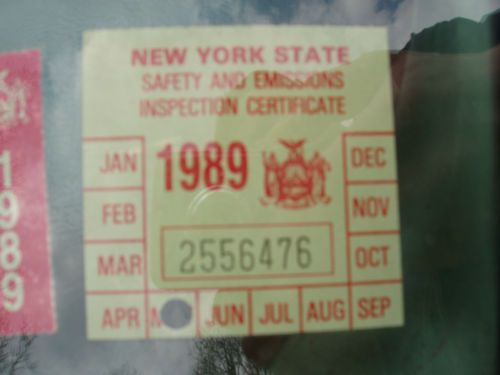 NEW YORK STATE
SAFETY AND EMISSIONS
INSPECTION CERTIFICATE
JAN 1989 DEC
FEB NOV
MAR 2556476 OCT
APR M JUN JUL AUG SEP
1989